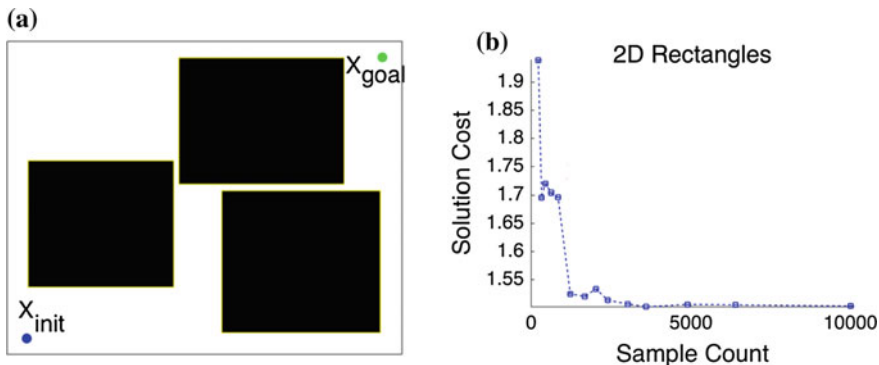 (a)
X_goal
X_init
(b)
2D Rectangles
Solution Cost
1.9
1.85
1.8
1.75
1.7
1.65
1.6
1.55
0
5000
10000
Sample Count